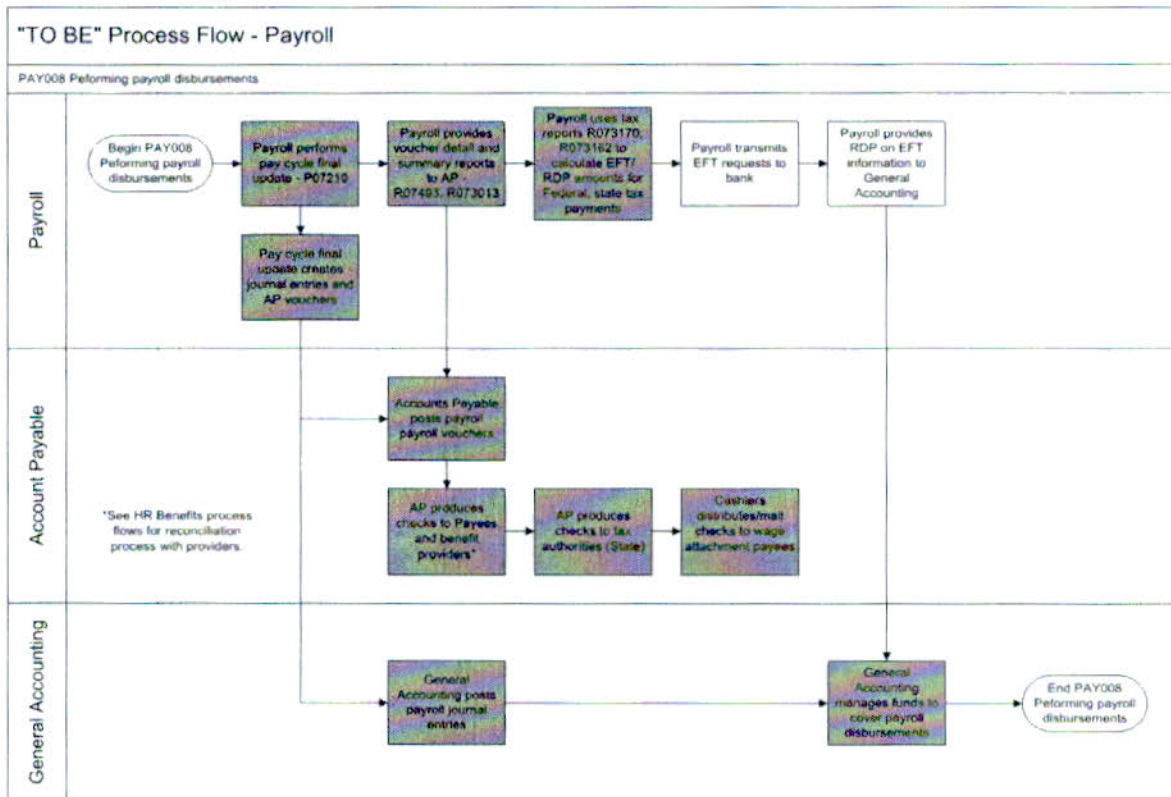 "TO BE" Process Flow - Payroll
PAY008 Peforming payroll disbursements
Payroll
Begin PAY008
Peforming payroll
disbursements
Payroll performs
pay cycle final
update - P07210
Payroll provides
voucher detail and
summary reports
to AP -
R07493, R073013
Payroll uses tax
reports R073170,
R073162 to
calculate EFT/
RDP amounts for
Federal, state tax
payments
Payroll transmits
EFT requests to
bank
Payroll provides
RDP on EFT
information to
General
Accounting
Pay cycle final
update creates
journal entries and
AP vouchers
Account Payable
Accounts Payable
posts payroll
payroll vouchers
*See HR Benefits process
flows for reconciliation
process with providers.
AP produces
checks to Payees
and benefit
providers*
AP produces
checks to tax
authorities (State)
Cashiers
distributes/mail
checks to wage
attachment payees
General Accounting
General
Accounting posts
payroll journal
entries
General
Accounting
manages funds to
cover payroll
disbursements
End PAY008
Peforming payroll
disbursements